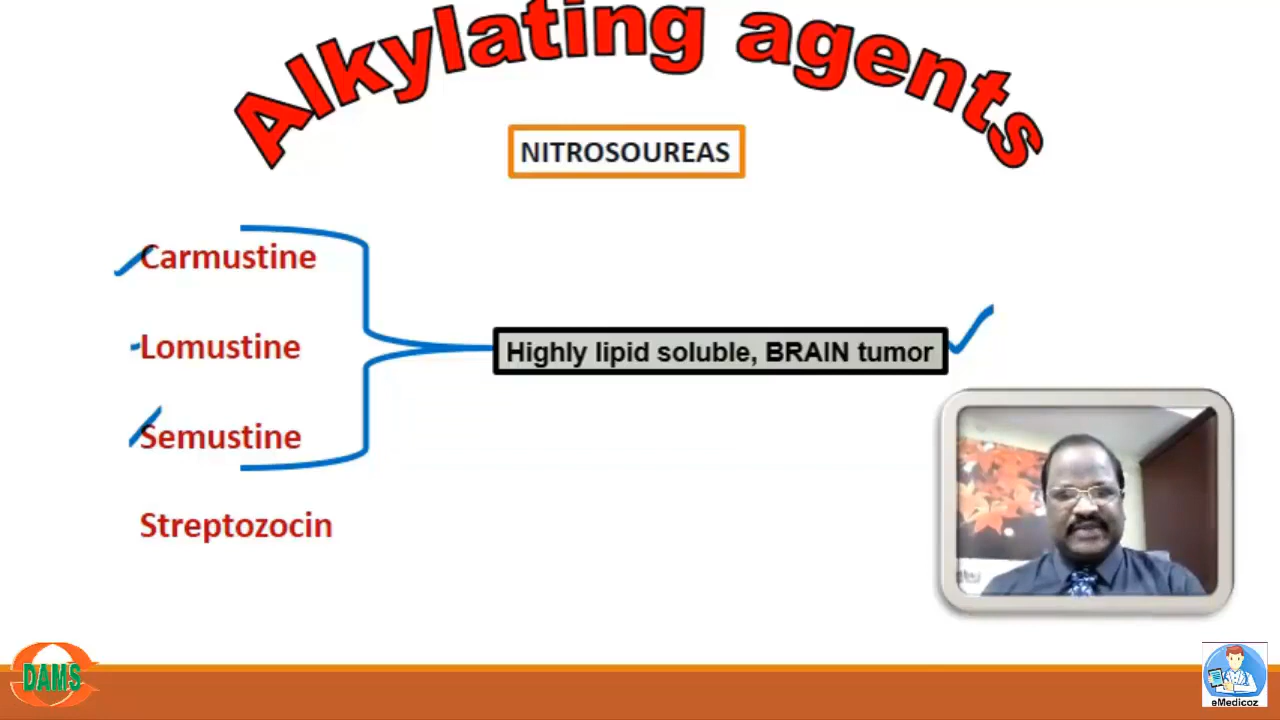 Alkylating agents
NITROSOUREAS
Carmustine
Lomustine
Highly lipid soluble, BRAIN tumor
Semustine
Streptozocin
DAMS
eMedicoz